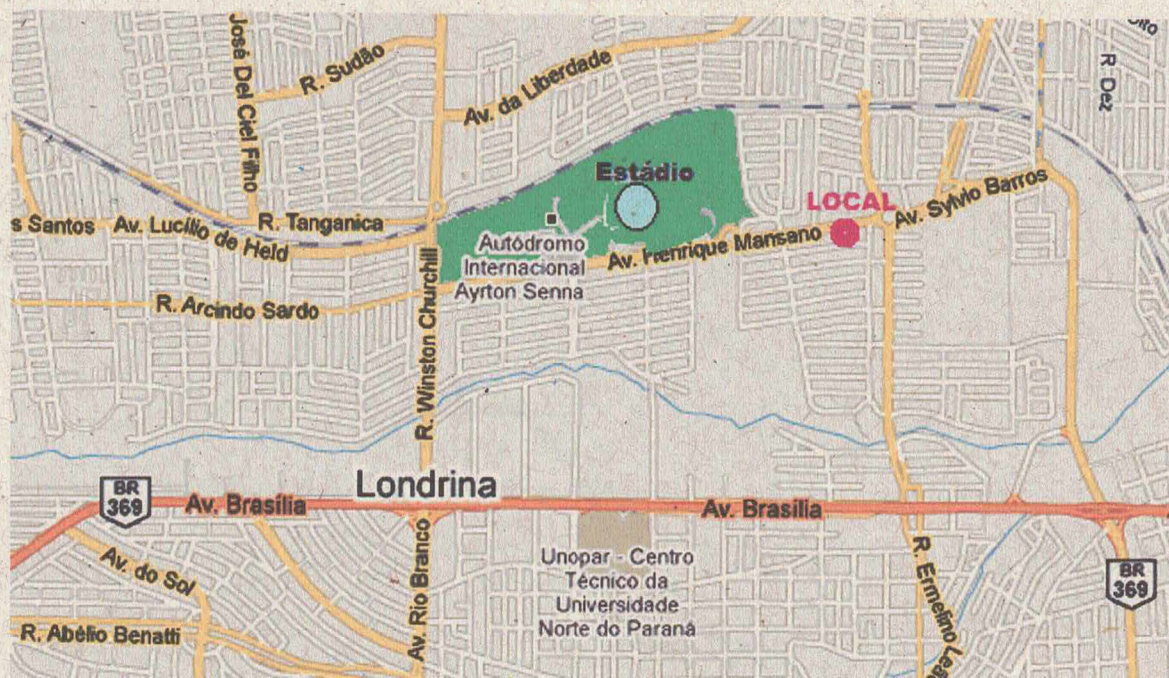 José Del Ciel Filho
R. Sudão
Av. da Liberdade
R Dez
Estádio
LOCAL
Av. Sylvio Barros
s Santos
Av. Lucílio de Held
R. Tanganica
Autódromo
Internacional
Ayrton Senna
Av. Henrique Mansano
R. Arcindo Sardo
R. Winston Churchill
Londrina
BR
369
Av. Brasília
Av. Brasília
Av. do Sol
Av. Rio Branco
Unopar - Centro
Técnico da
Universidade
Norte do Paraná
R. Ermelino Leã
BR
369
R. Abélio Benatti